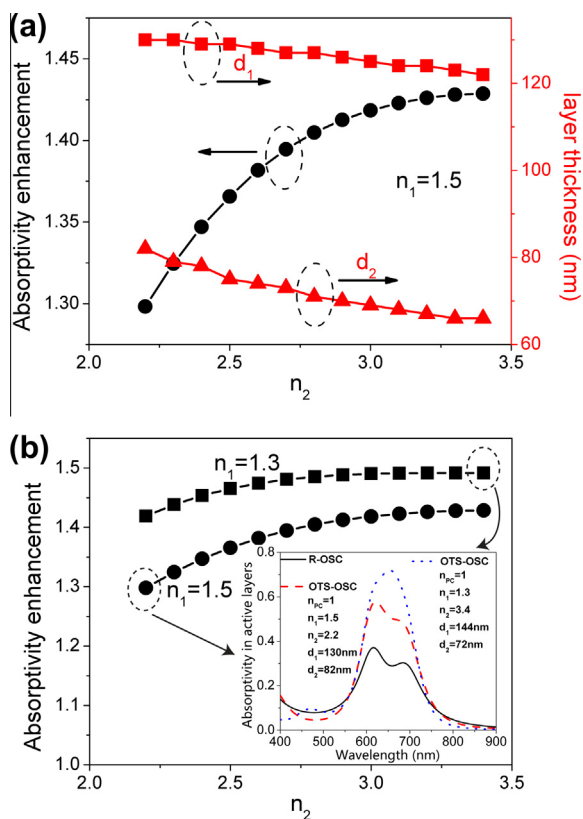 (a)
1.45
1.40
1.35
1.30
Absorptivity enhancement
d1
n1=1.5
d2
120
100
80
60
layer thickness (nm)
2.0 2.5 3.0 3.5
n2
(b)
1.5
1.4
1.3
1.2
1.1
1.0
Absorptivity enhancement
n1=1.3
n1=1.5
0.8
0.6
0.4
0.2
0.0
Absorptivity in active layers
R-OSC
OTS-OSC
nPC=1
n1=1.5
n2=2.2
d1=130nm
d2=82nm
OTS-OSC
nPC=1
n1=1.3
n2=3.4
d1=144nm
d2=72nm
400 500 600 700 800 900
Wavelength (nm)
2.0 2.5 3.0 3.5
n2